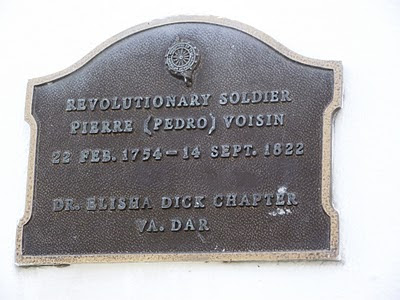 REVOLUTIONARY SOLDIER
PIERRE (PEDRO) VOISIN
22 FEB. 1754 - 14 SEPT. 1822
DR. ELISHA DICK CHAPTER
VA. DAR